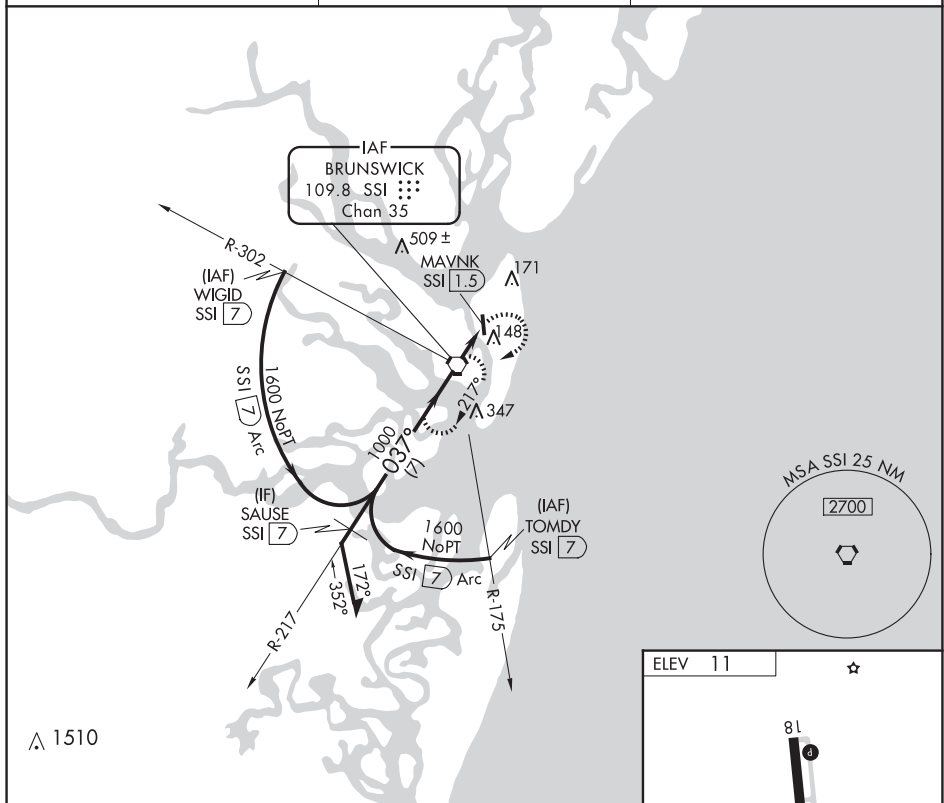 IAF
BRUNSWICK
109.8 SSI
Chan 35
509 ±
MAVNK
SSI 1.5
171
R-302
(IAF)
WIGID
SSI 7
148
1600 NoPT
SSI 7 Arc
217°
347
1000
037°
(7)
MSA SSI 25 NM
2700
(IF)
SAUSE
SSI 7
(IAF)
TOMDY
SSI 7
1600
NoPT
SSI 7 Arc
172°
352°
R-217
R-175
ELEV 11
18
P
1510